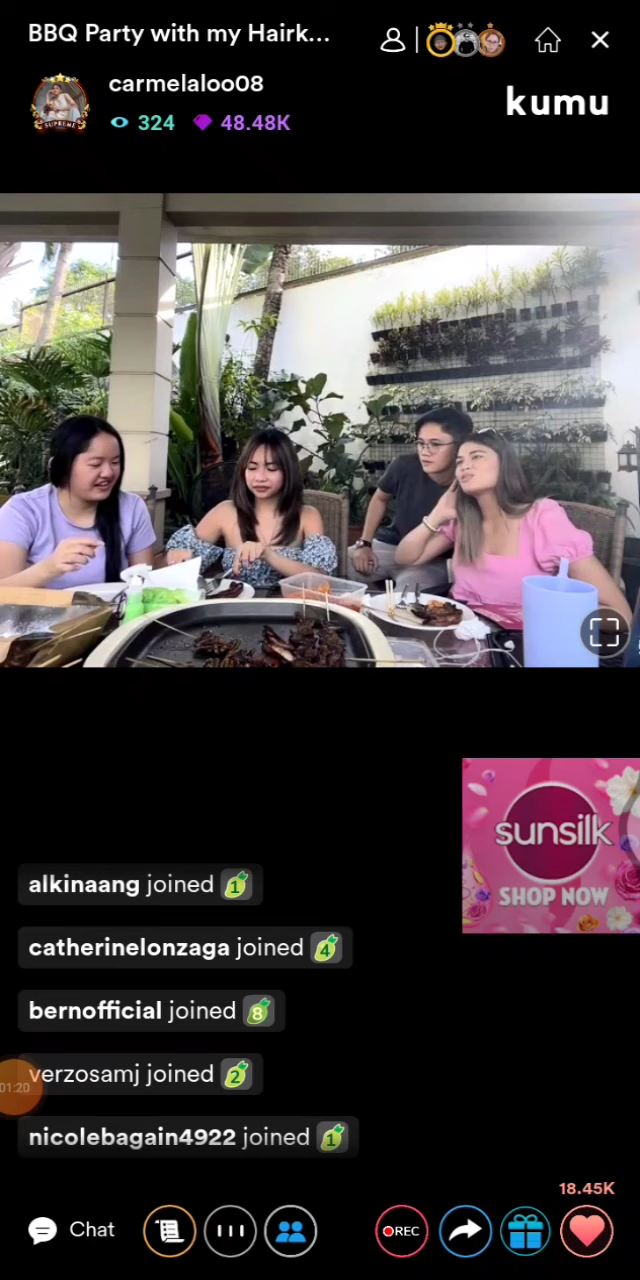 BBQ Party with my Hairk...
carmelaloo08
324
48.48K
kumu
SUPREME
sunsilk
SHOP NOW
alkinaang joined 1
catherinelonzaga joined 4
bernofficial joined 8
verzosamj joined 2
01:20
nicolebagain4922 joined 1
18.45K
Chat
REC